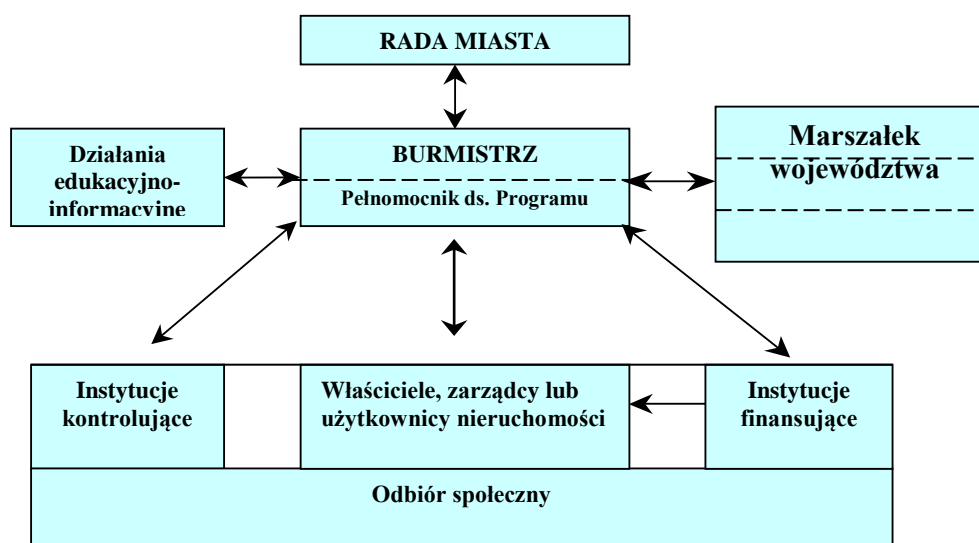 RADA MIASTA
Działania
edukacyjno-
informacyjne
BURMISTRZ
Pełnomocnik ds. Programu
Marszałek
województwa
Instytucje
kontrolujące
Właściciele, zarządcy lub
użytkownicy nieruchomości
Instytucje
finansujące
Odbiór społeczny